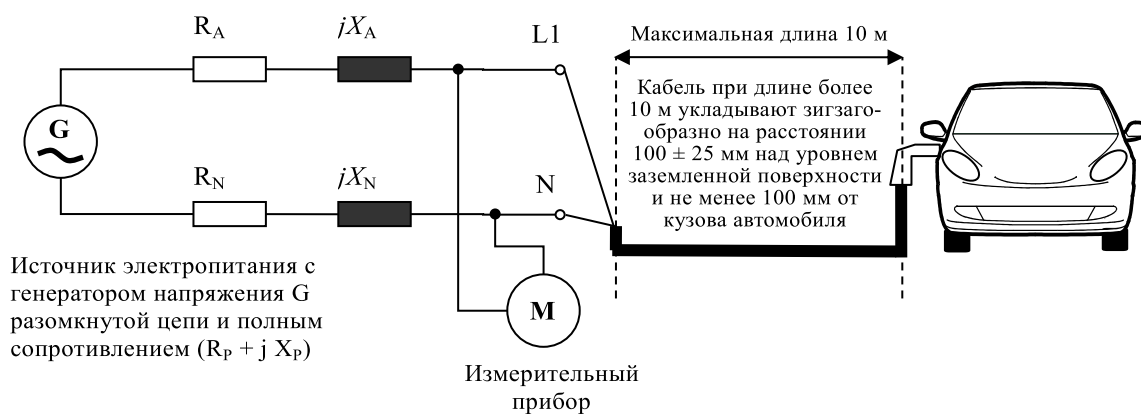 R_A
jX_A
L1
Максимальная длина 10 м
Кабель при длине более
10 м укладывают зигзаго-
образно на расстоянии
100 ± 25 мм над уровнем
заземленной поверхности
и не менее 100 мм от
кузова автомобиля
G
R_N
jX_N
N
Источник электропитания с
генератором напряжения G
разомкнутой цепи и полным
сопротивлением (R_P + j X_P)
M
Измерительный
прибор